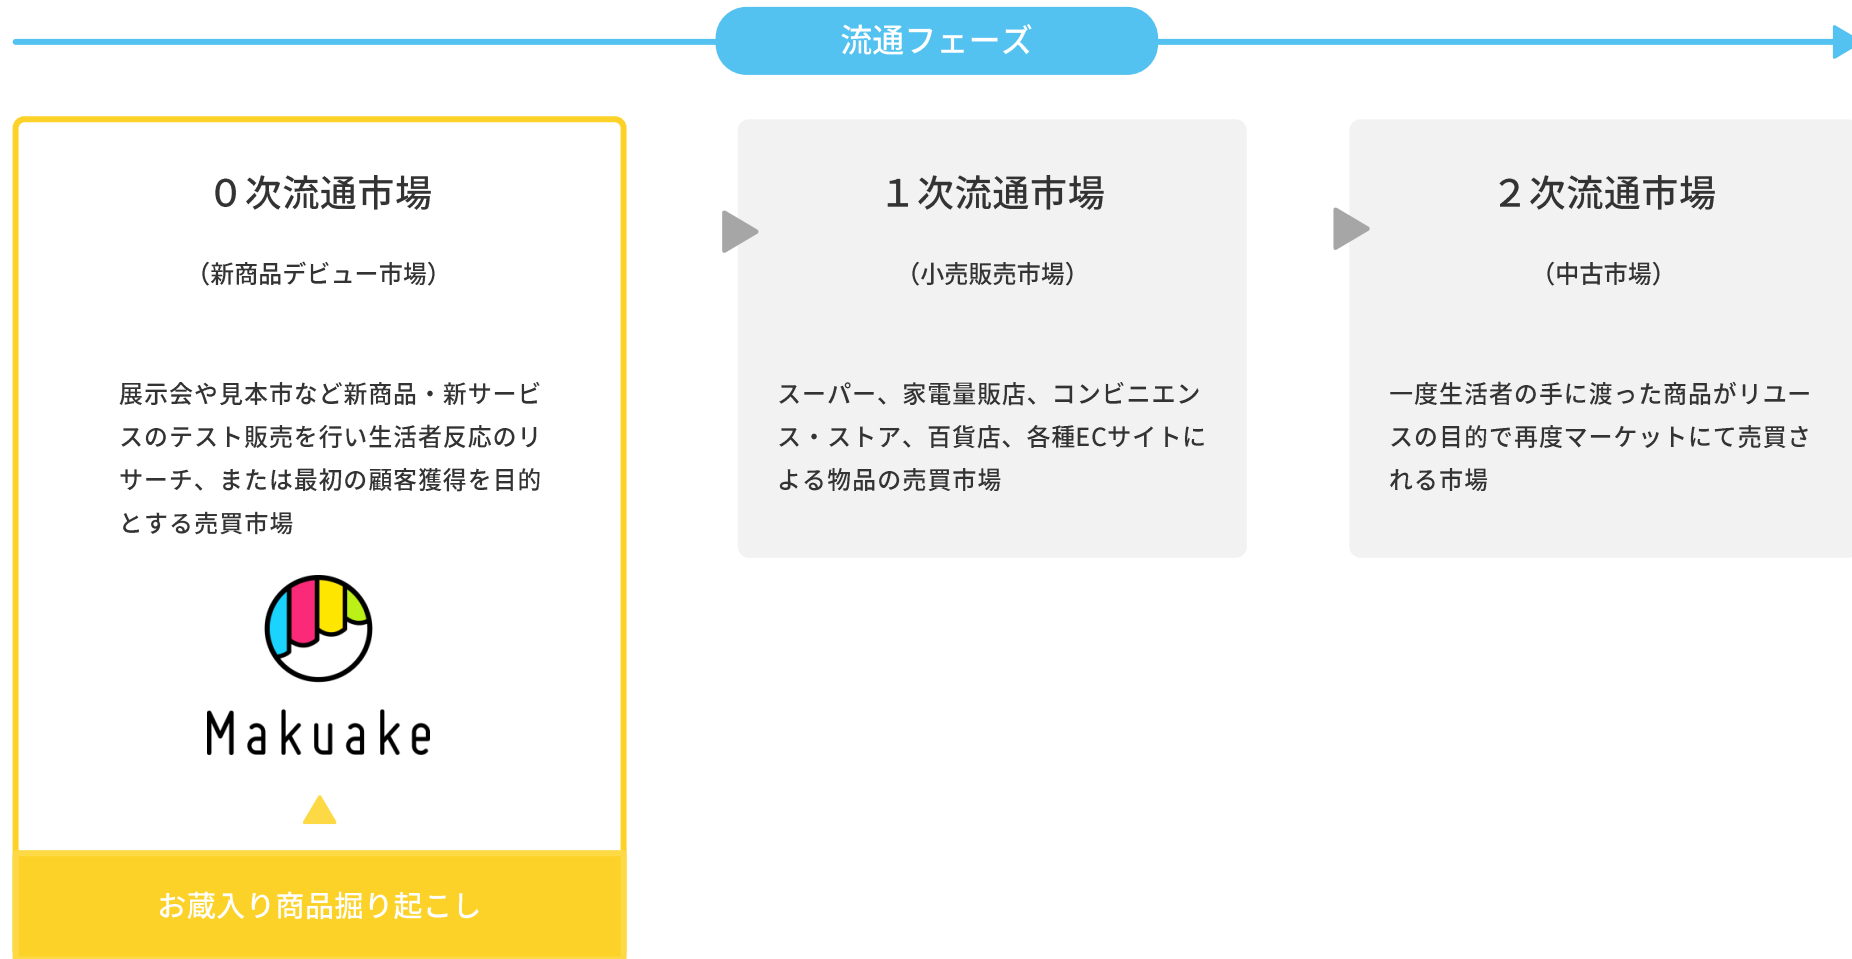 流通フェーズ
０次流通市場
（新商品デビュー市場）
展示会や見本市など新商品・新サービ
スのテスト販売を行い生活者反応のリ
サーチ、または最初の顧客獲得を目的
とする売買市場
Makuake
お蔵入り商品掘り起こし
１次流通市場
（小売販売市場）
スーパー、家電量販店、コンビニエン
ス・ストア、百貨店、各種ECサイトに
よる物品の売買市場
２次流通市場
（中古市場）
一度生活者の手に渡った商品がリユー
スの目的で再度マーケットにて売買さ
れる市場